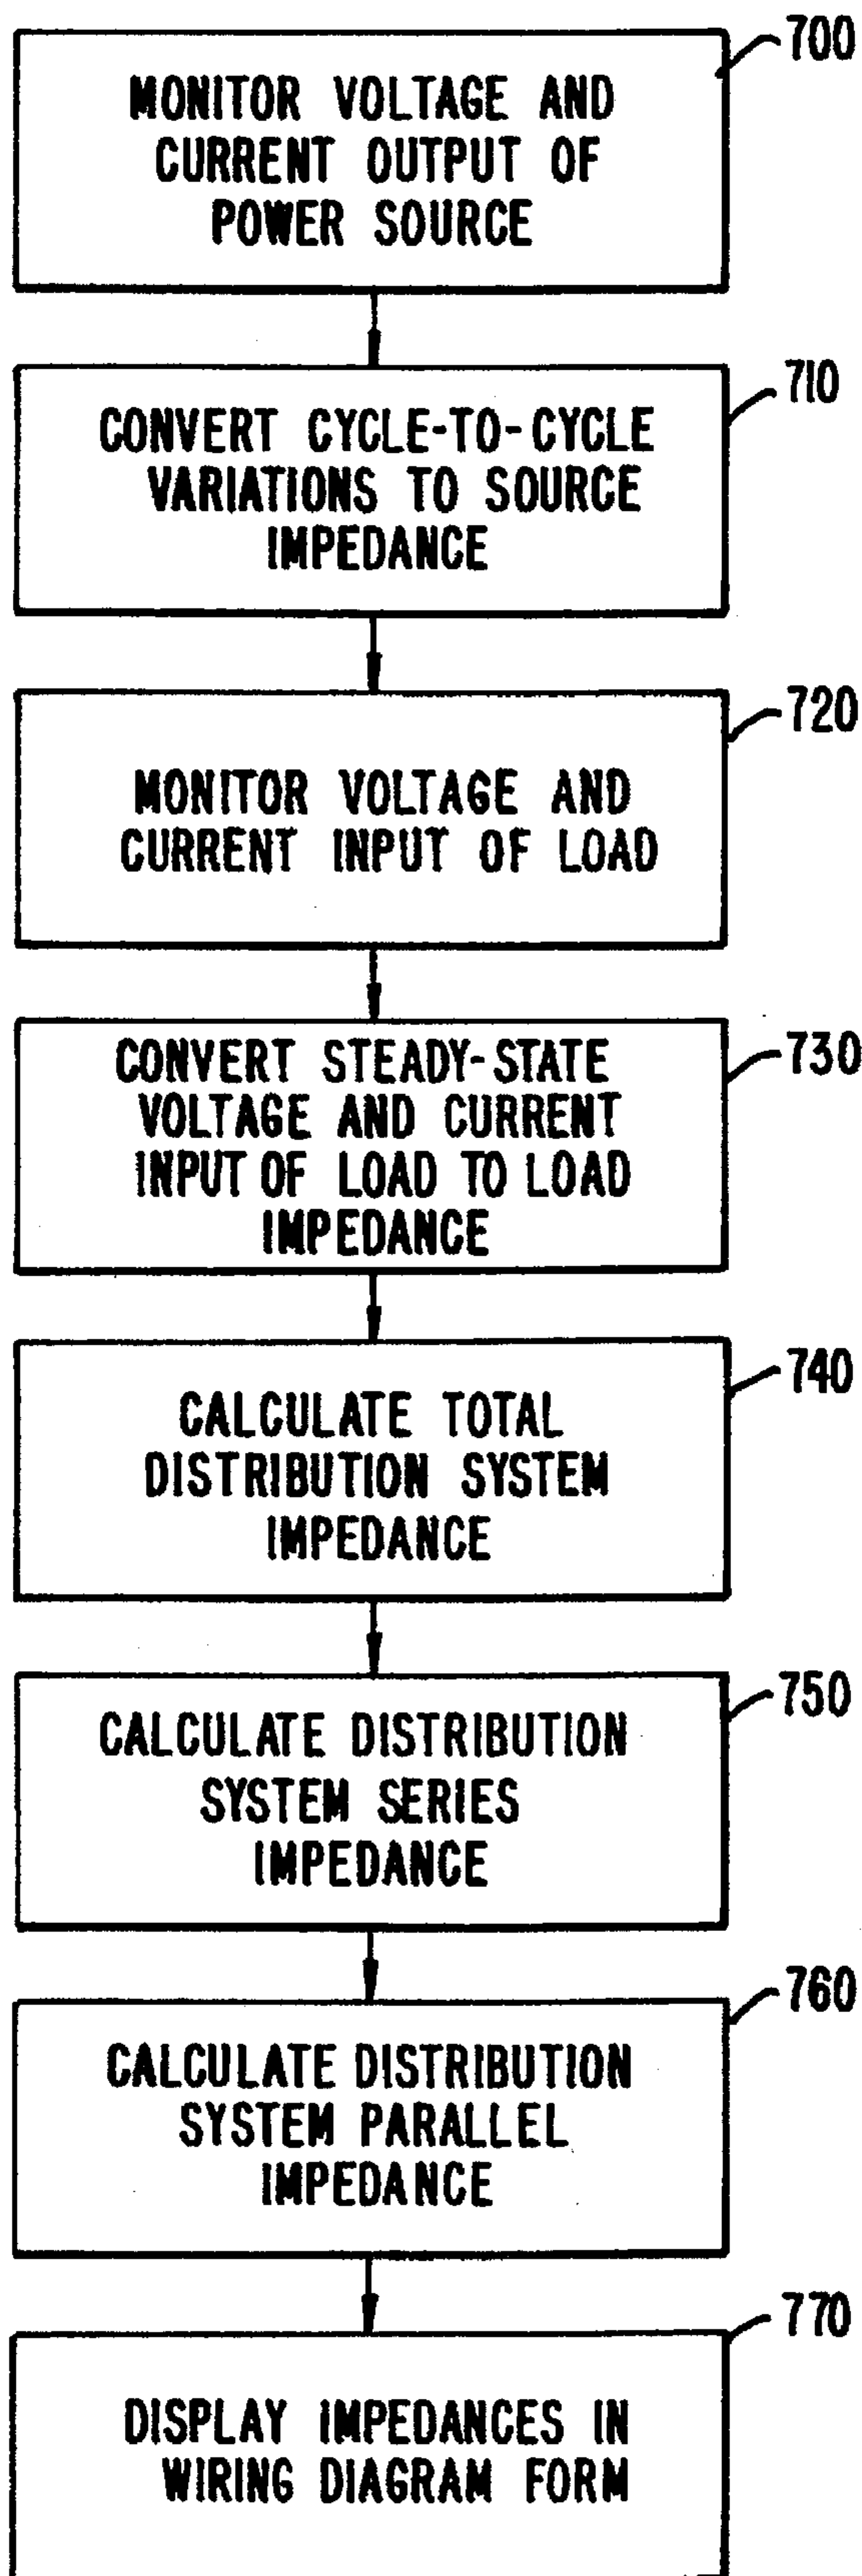 700
MONITOR VOLTAGE AND
CURRENT OUTPUT OF
POWER SOURCE
710
CONVERT CYCLE-TO-CYCLE
VARIATIONS TO SOURCE
IMPEDANCE
720
MONITOR VOLTAGE AND
CURRENT INPUT OF LOAD
730
CONVERT STEADY-STATE
VOLTAGE AND CURRENT
INPUT OF LOAD TO LOAD
IMPEDANCE
740
CALCULATE TOTAL
DISTRIBUTION SYSTEM
IMPEDANCE
750
CALCULATE DISTRIBUTION
SYSTEM SERIES
IMPEDANCE
760
CALCULATE DISTRIBUTION
SYSTEM PARALLEL
IMPEDANCE
770
DISPLAY IMPEDANCES IN
WIRING DIAGRAM FORM